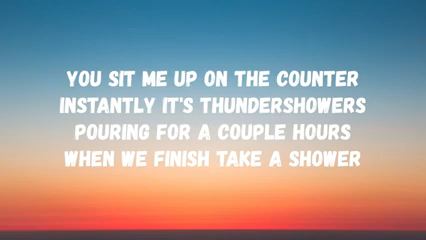 YOU SIT ME UP ON THE COUNTER
INSTANTLY IT'S THUNDERSHOWERS
POURING FOR A COUPLE HOURS
WHEN WE FINISH TAKE A SHOWER